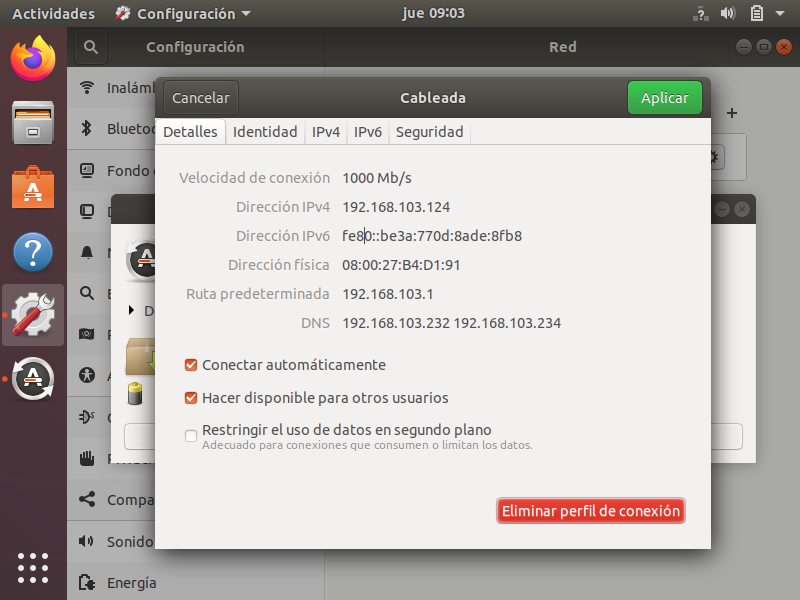 Actividades Configuración jue 09:03
Configuración Red
Inalámb
Cancelar Cableada Aplicar
Bluetoo
Detalles Identidad IPv4 IPv6 Seguridad
Fondo
Velocidad de conexión 1000 Mb/s
Dirección IPv4 192.168.103.124
Dirección IPv6 fe80::be3a:770d:8ade:8fb8
Dirección física 08:00:27:B4:D1:91
Ruta predeterminada 192.168.103.1
DNS 192.168.103.232 192.168.103.234
Conectar automáticamente
Hacer disponible para otros usuarios
Restringir el uso de datos en segundo plano
Adecuado para conexiones que consumen o limitan los datos.
Compa
Eliminar perfil de conexión
Sonido
Energía